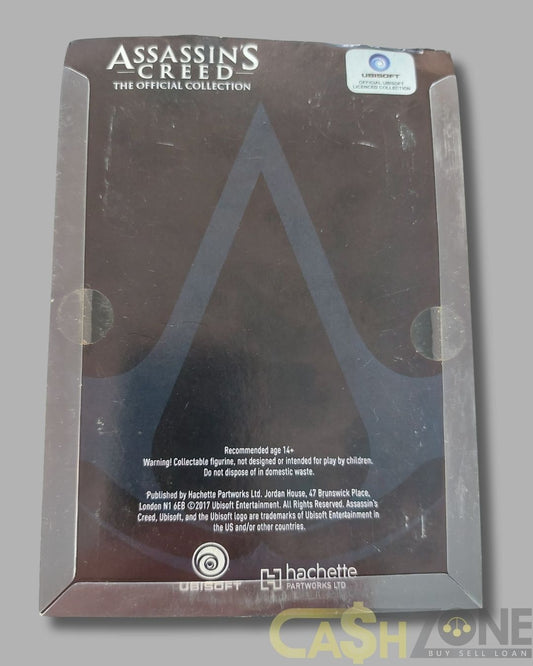 ASSASSIN'S
CREED
THE OFFICIAL COLLECTION
UBISOFT
OFFICIAL UBISOFT
LICENCED COLLECTION
Recommended age 14+
Warning! Collectable figurine, not designed or intended for play by children.
Do not dispose of in domestic waste.
Published by Hachette Partworks Ltd. Jordan House, 47 Brunswick Place,
London N1 6EB ©2017 Ubisoft Entertainment. All Rights Reserved. Assassin's
Creed, Ubisoft, and the Ubisoft logo are trademarks of Ubisoft Entertainment in
the US and/or other countries.
UBISOFT
hachette
PARTWORKS LTD
CA$HZONE
BUY SELL LOAN